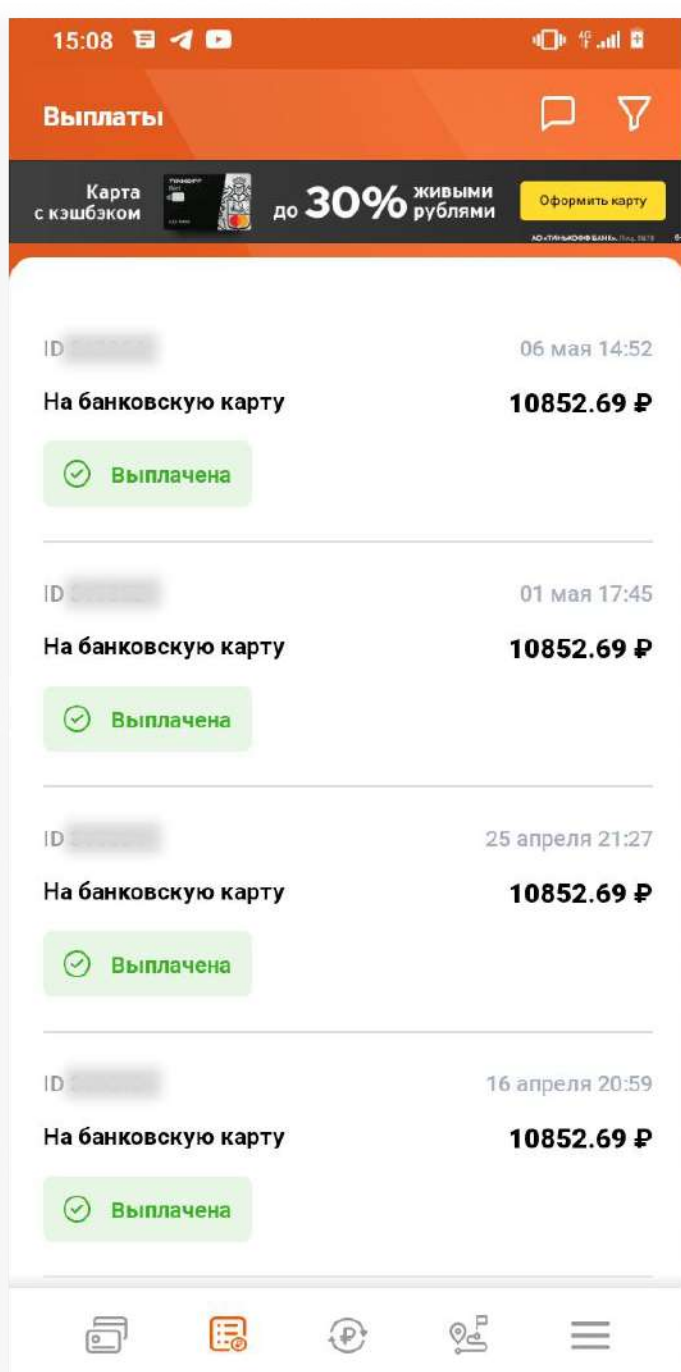 15:08
Выплаты
Карта
с кэшбэком
до 30% живыми
рублями
Оформить карту
ID
06 мая 14:52
На банковскую карту
10852.69 ₽
Выплачена
ID
01 мая 17:45
На банковскую карту
10852.69 ₽
Выплачена
ID
25 апреля 21:27
На банковскую карту
10852.69 ₽
Выплачена
ID
16 апреля 20:59
На банковскую карту
10852.69 ₽
Выплачена